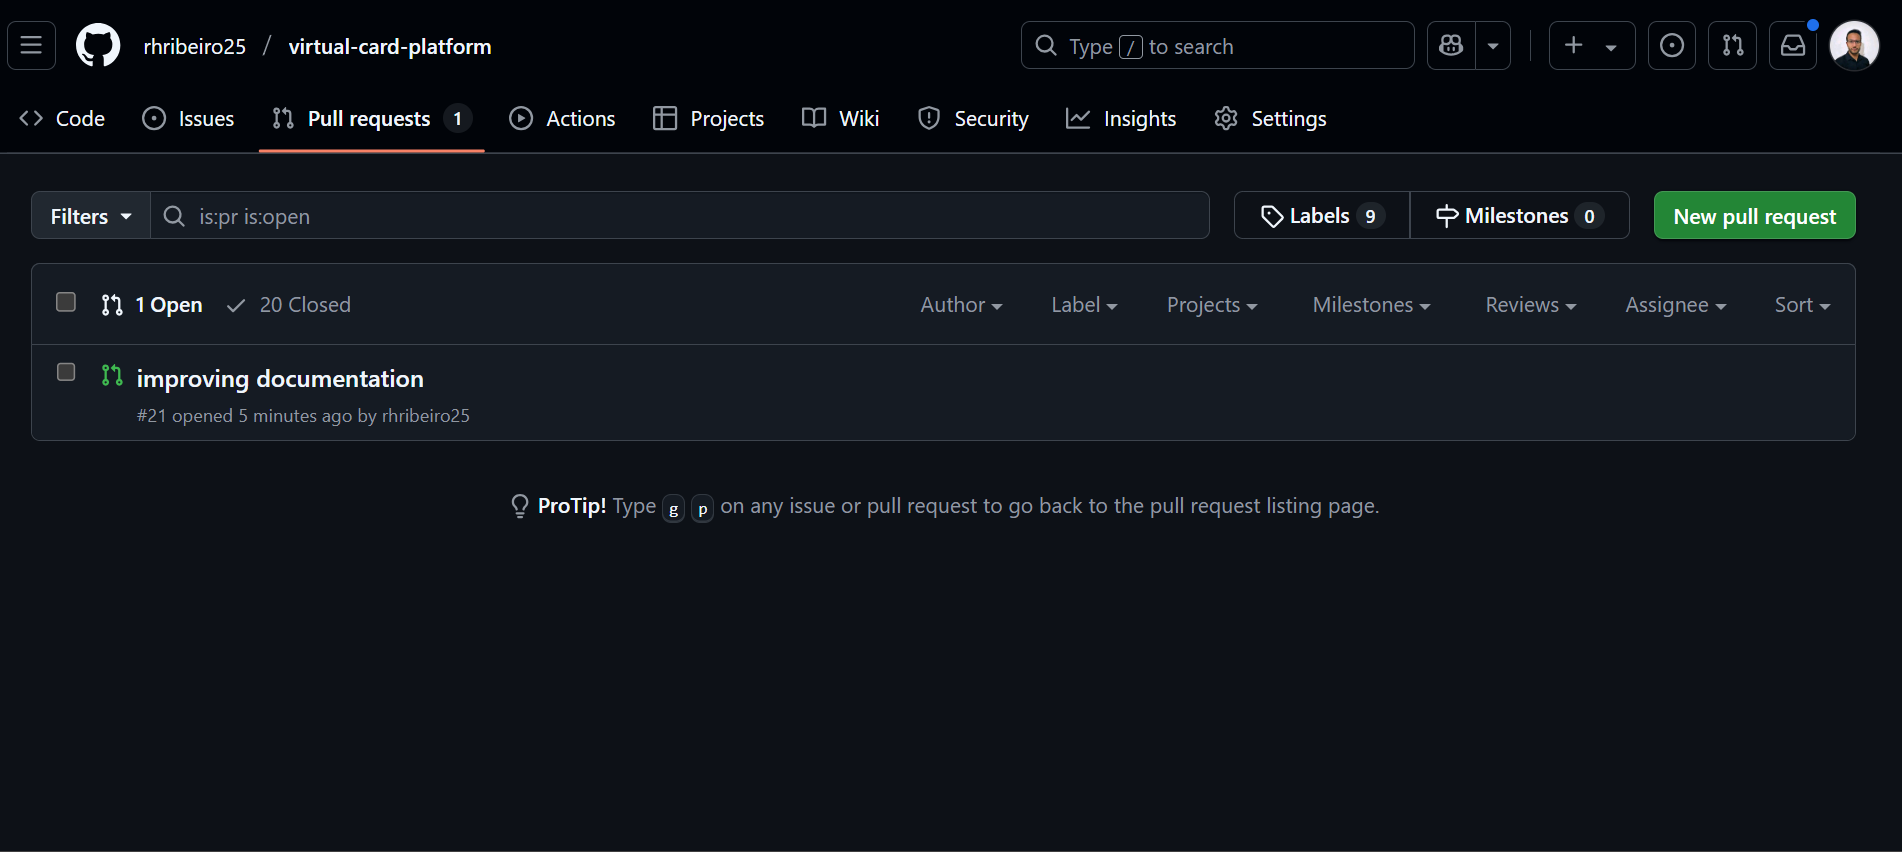 rhribeiro25 / virtual-card-platform
Type / to search
Code
Issues
Pull requests 1
Actions
Projects
Wiki
Security
Insights
Settings
Filters
is:pr is:open
Labels 9
Milestones 0
New pull request
1 Open
20 Closed
Author
Label
Projects
Milestones
Reviews
Assignee
Sort
improving documentation
#21 opened 5 minutes ago by rhribeiro25
ProTip! Type g p on any issue or pull request to go back to the pull request listing page.